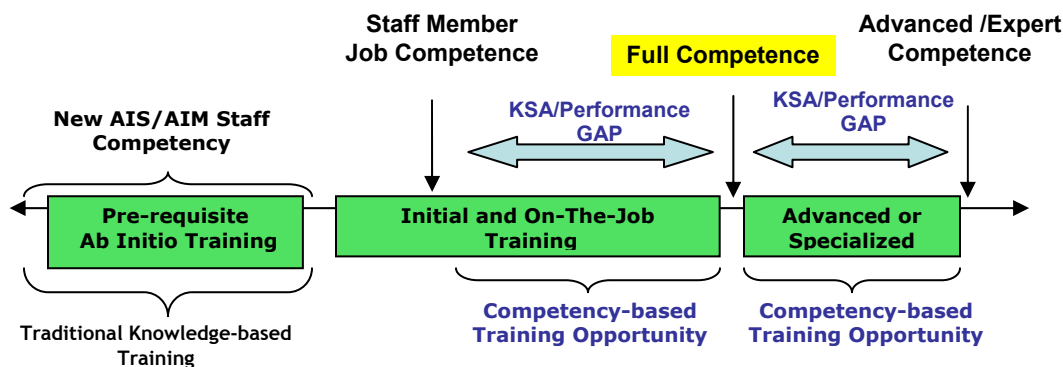 Staff Member
Job Competence
Full Competence
Advanced /Expert
Competence
New AIS/AIM Staff
Competency
KSA/Performance
GAP
KSA/Performance
GAP
Pre-requisite
Ab Initio Training
Initial and On-The-Job
Training
Advanced or
Specialized
Traditional Knowledge-based
Training
Competency-based
Training Opportunity
Competency-based
Training Opportunity